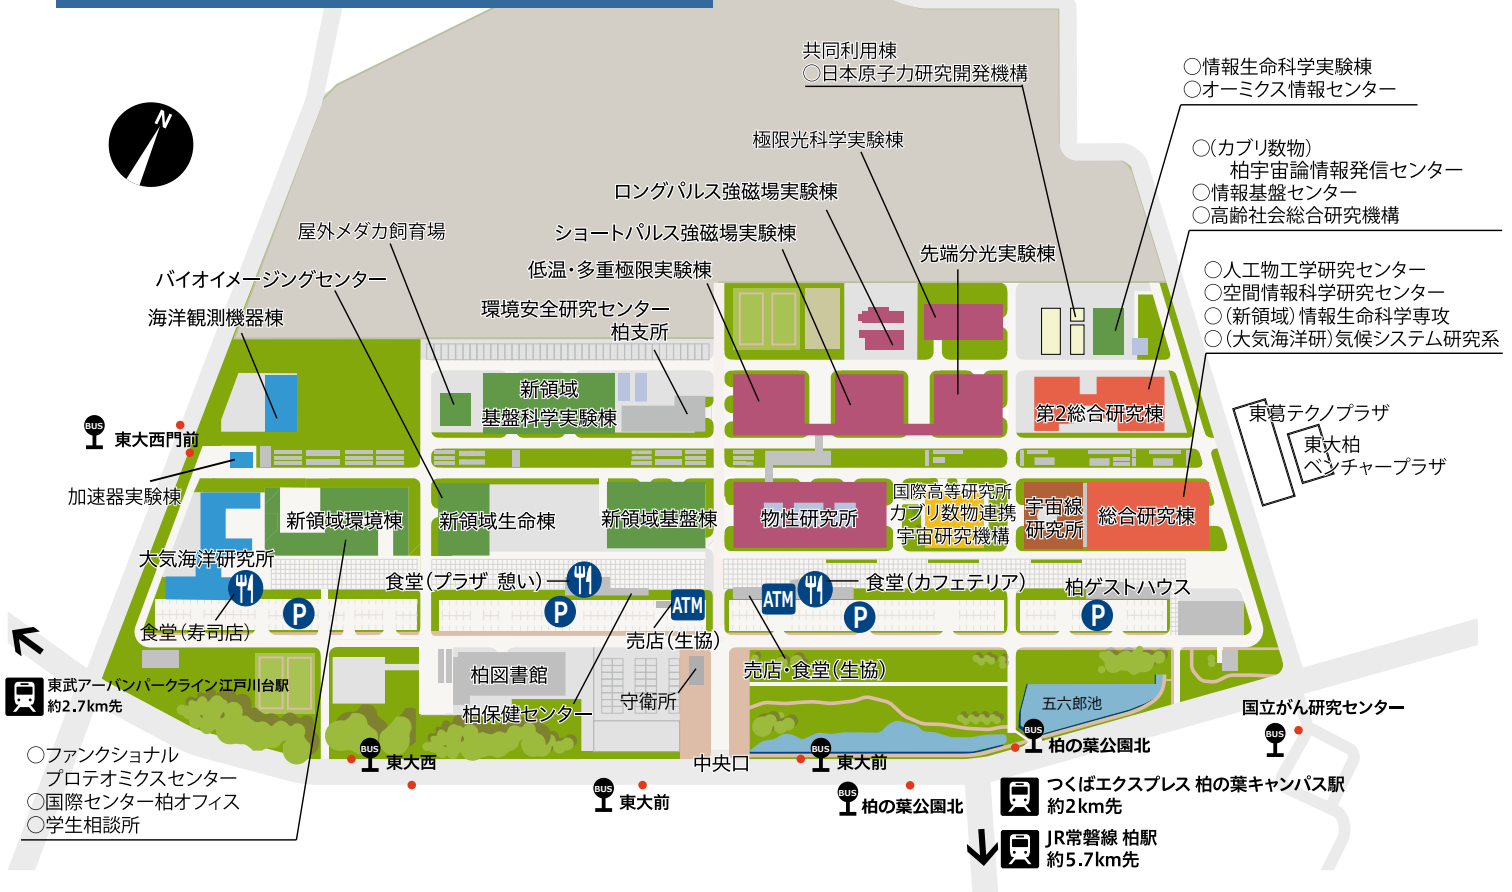 共同利用棟
○日本原子力研究開発機構
○情報生命科学実験棟
○オーミクス情報センター
N
極限光科学実験棟
○(カブリ数物)
柏宇宙論情報発信センター
○情報基盤センター
○高齢社会総合研究機構
ロングパルス強磁場実験棟
屋外メダカ飼育場
ショートパルス強磁場実験棟
先端分光実験棟
バイオイメージングセンター
低温・多重極限実験棟
○人工物工学研究センター
○空間情報科学研究センター
○(新領域)情報生命科学専攻
○(大気海洋研)気候システム研究系
海洋観測機器棟
環境安全研究センター
柏支所
新領域
基盤科学実験棟
第2総合研究棟
東葛テクノプラザ
東大柏
ベンチャープラザ
BUS
東大西門前
加速器実験棟
新領域環境棟
新領域生命棟
新領域基盤棟
物性研究所
国際高等研究所
カブリ数物連携
宇宙研究機構
宇宙線
研究所
総合研究棟
大気海洋研究所
食堂(プラザ 憩い)
食堂(カフェテリア)
柏ゲストハウス
P
P
ATM
ATM
P
P
食堂(寿司店)
売店(生協)
売店・食堂(生協)
柏図書館
守衛所
柏保健センター
五六郎池
東武アーバンパークライン江戸川台駅
約2.7km先
国立がん研究センター
BUS
BUS
東大西
中央口
BUS
東大前
BUS
柏の葉公園北
○ファンクショナル
プロテオミクスセンター
○国際センター柏オフィス
○学生相談所
BUS
東大前
BUS
柏の葉公園北
つくばエクスプレス 柏の葉キャンパス駅
約2km先
JR常磐線 柏駅
約5.7km先